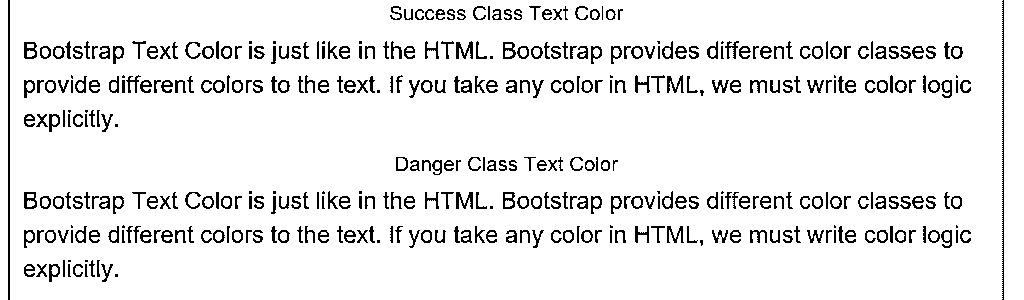 Success Class Text Color
Bootstrap Text Color is just like in the HTML. Bootstrap provides different color classes to
provide different colors to the text. If you take any color in HTML, we must write color logic
explicitly.
Danger Class Text Color
Bootstrap Text Color is just like in the HTML. Bootstrap provides different color classes to
provide different colors to the text. If you take any color in HTML, we must write color logic
explicitly.